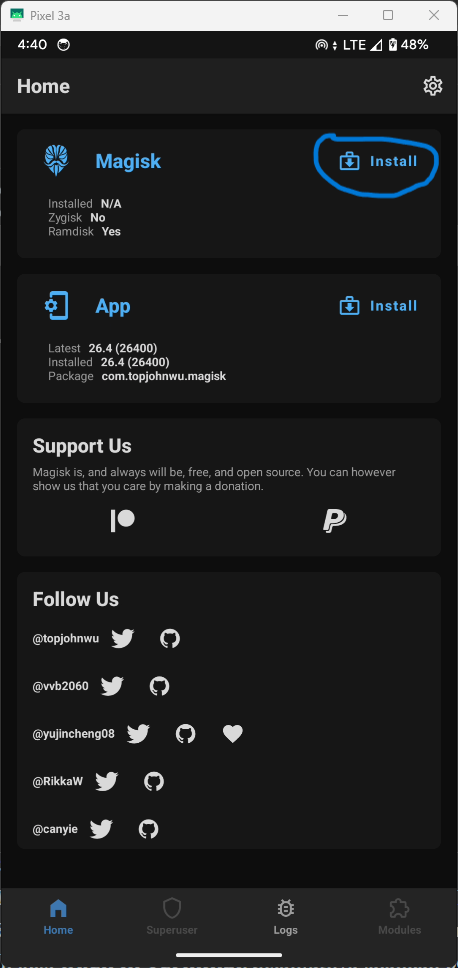 Pixel 3a
4:40 LTE 48%
Home
Magisk Install
Installed N/A
Zygisk No
Ramdisk Yes
App Install
Latest 26.4 (26400)
Installed 26.4 (26400)
Package com.topjohnwu.magisk
Support Us
Magisk is, and always will be, free, and open source. You can however
show us that you care by making a donation.
Follow Us
@topjohnwu
@vvb2060
@yujincheng08
@RikkaW
@canyie
Home Superuser Logs Modules